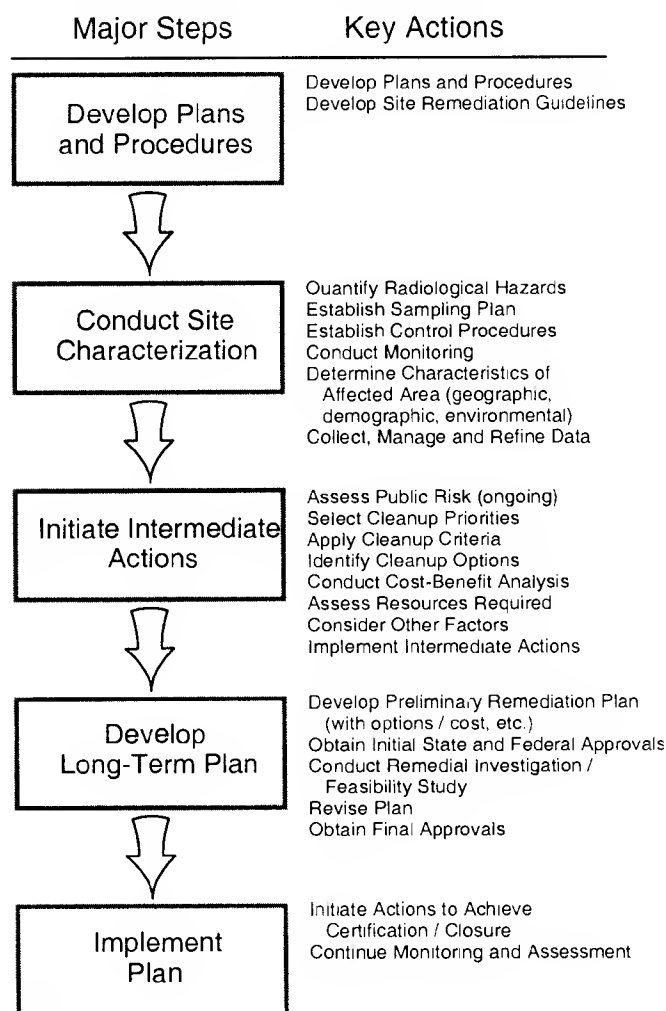 Major Steps
Key Actions
Develop Plans
and Procedures
Develop Plans and Procedures
Develop Site Remediation Guidelines
Conduct Site
Characterization
Quantify Radiological Hazards
Establish Sampling Plan
Establish Control Procedures
Conduct Monitoring
Determine Characteristics of
Affected Area (geographic,
demographic, environmental)
Collect, Manage and Refine Data
Initiate Intermediate
Actions
Assess Public Risk (ongoing)
Select Cleanup Priorities
Apply Cleanup Criteria
Identify Cleanup Options
Conduct Cost-Benefit Analysis
Assess Resources Required
Consider Other Factors
Implement Intermediate Actions
Develop
Long-Term Plan
Develop Preliminary Remediation Plan
(with options / cost, etc.)
Obtain Initial State and Federal Approvals
Conduct Remedial Investigation /
Feasibility Study
Revise Plan
Obtain Final Approvals
Implement
Plan
Initiate Actions to Achieve
Certification / Closure
Continue Monitoring and Assessment